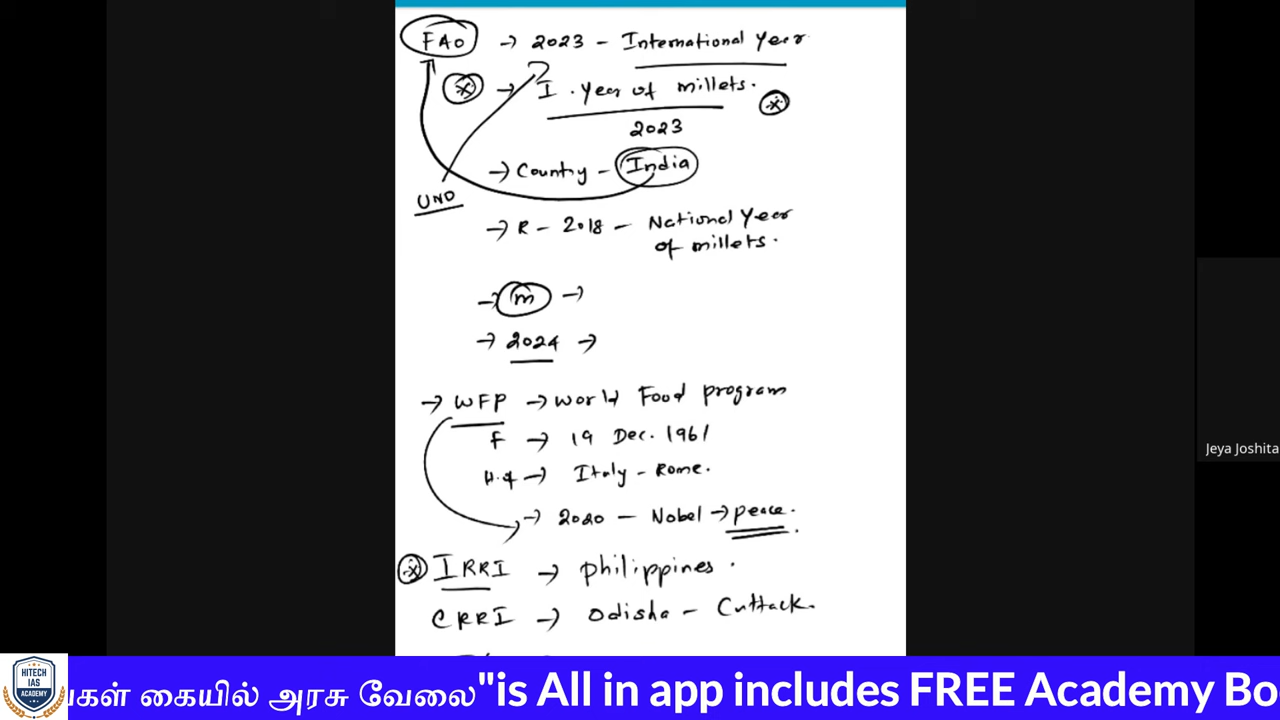 FAO → 2023 - International Year
→ I. Year of millets.
2023
→ Country - India
UNO
→ R - 2018 - National Year
of millets.
→ m →
→ 2024 →
→ WFP → World Food program
F → 19 Dec. 1961
H.q → Italy - Rome.
→ 2020 - Nobel → peace.
IRRI → philippines.
CRRI → Odisha - Cuttack.
Jeya Joshita
HITECH
IAS
ACADEMY
கள் கையில் அரசு வேலை"is All in app includes FREE Academy Bo